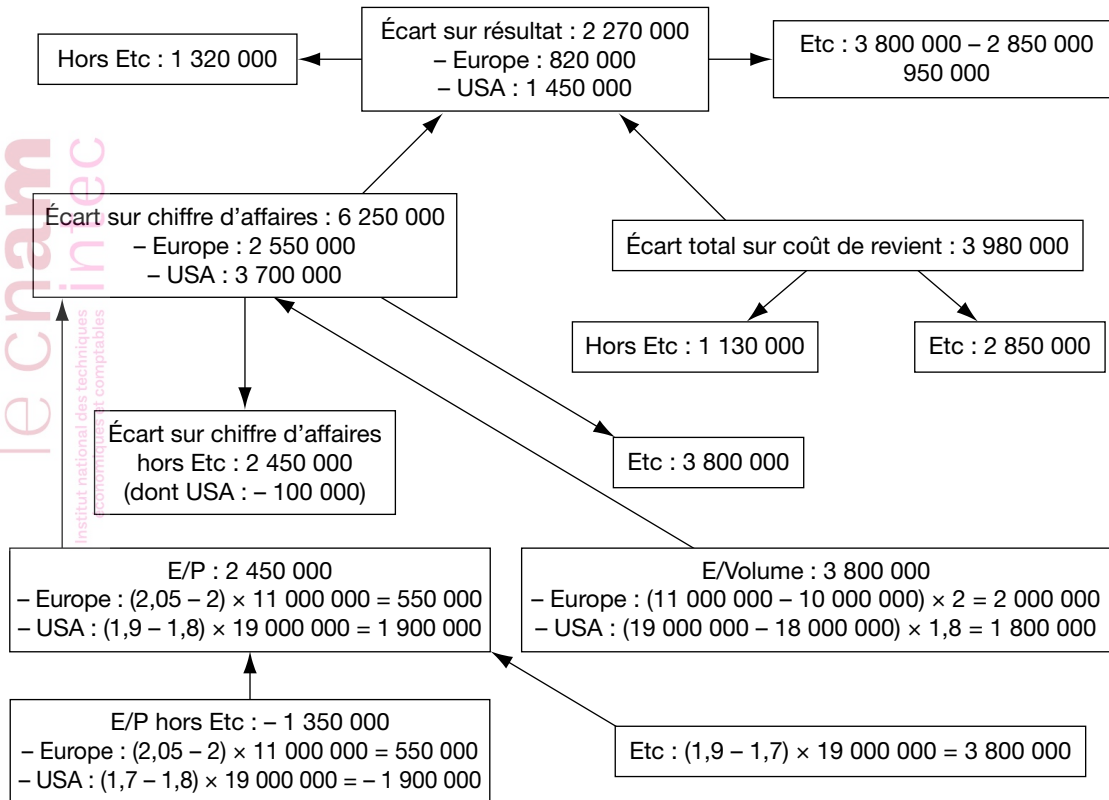 Écart sur résultat : 2 270 000
– Europe : 820 000
– USA : 1 450 000
Hors Etc : 1 320 000
Etc : 3 800 000 – 2 850 000
950 000
Écart sur chiffre d'affaires : 6 250 000
– Europe : 2 550 000
– USA : 3 700 000
Écart total sur coût de revient : 3 980 000
Hors Etc : 1 130 000
Etc : 2 850 000
Écart sur chiffre d'affaires
hors Etc : 2 450 000
(dont USA : – 100 000)
Etc : 3 800 000
E/P : 2 450 000
– Europe : (2,05 – 2) × 11 000 000 = 550 000
– USA : (1,9 – 1,8) × 19 000 000 = 1 900 000
E/Volume : 3 800 000
– Europe : (11 000 000 – 10 000 000) × 2 = 2 000 000
– USA : (19 000 000 – 18 000 000) × 1,8 = 1 800 000
E/P hors Etc : – 1 350 000
– Europe : (2,05 – 2) × 11 000 000 = 550 000
– USA : (1,7 – 1,8) × 19 000 000 = – 1 900 000
Etc : (1,9 – 1,7) × 19 000 000 = 3 800 000
le cnam
intec
Institut national des techniques
économiques et comptables